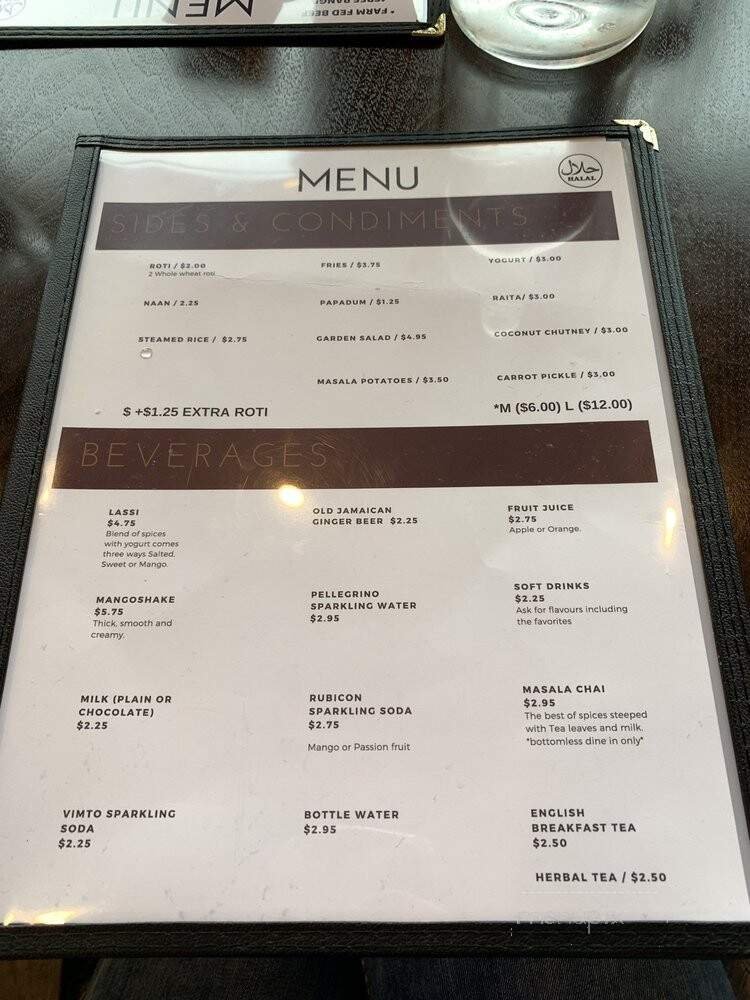 MENU
* FARM FED BEEF
MENU
حلال
HALAL
SIDES & CONDIMENTS
ROTI / $2.00
2 Whole wheat roti
NAAN / 2.25
STEAMED RICE / $2.75
FRIES / $3.75
PAPADUM / $1.25
GARDEN SALAD / $4.95
MASALA POTATOES / $3.50
YOGURT / $3.00
RAITA/ $3.00
COCONUT CHUTNEY / $3.00
CARROT PICKLE / $3.00
$ +$1.25 EXTRA ROTI
*M ($6.00) L ($12.00)
BEVERAGES
LASSI
$4.75
Blend of spices
with yogurt comes
three ways Salted,
Sweet or Mango.
MANGOSHAKE
$5.75
Thick, smooth and
creamy.
MILK (PLAIN OR
CHOCOLATE)
$2.25
VIMTO SPARKLING
SODA
$2.25
OLD JAMAICAN
GINGER BEER $2.25
PELLEGRINO
SPARKLING WATER
$2.95
RUBICON
SPARKLING SODA
$2.75
Mango or Passion fruit
BOTTLE WATER
$2.95
FRUIT JUICE
$2.75
Apple or Orange.
SOFT DRINKS
$2.25
Ask for flavours including
the favorites
MASALA CHAI
$2.95
The best of spices steeped
with Tea leaves and milk.
*bottomless dine in only*
ENGLISH
BREAKFAST TEA
$2.50
HERBAL TEA / $2.50